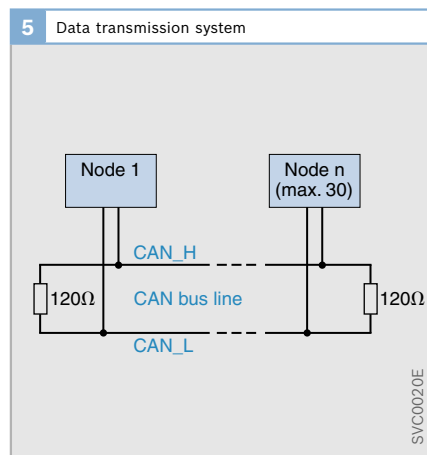 5 Data transmission system
Node 1
Node n
(max. 30)
CAN_H
120Ω
CAN bus line
120Ω
CAN_L
SVC0020E